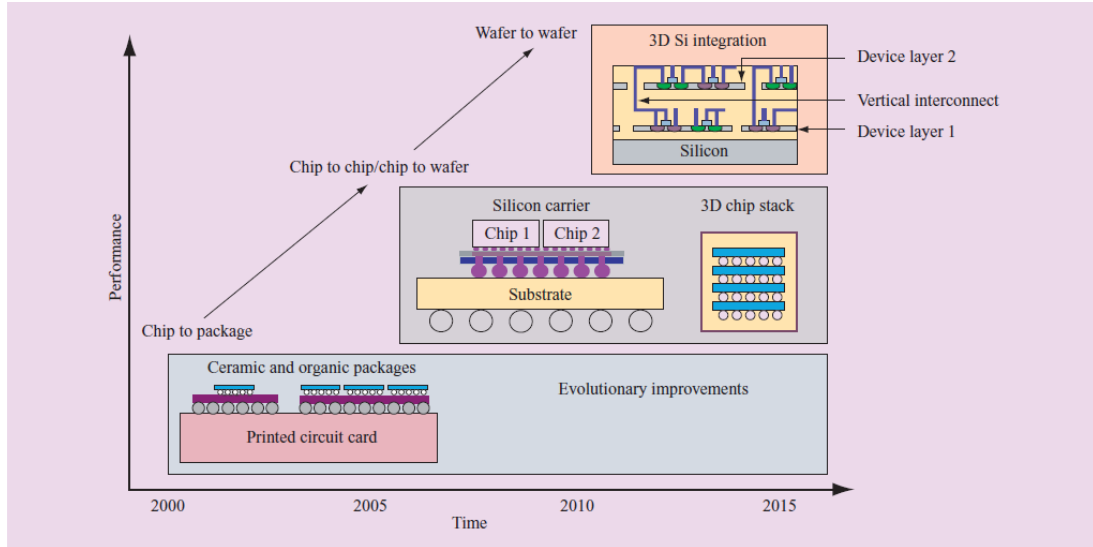 Wafer to wafer
3D Si integration
Device layer 2
Vertical interconnect
Device layer 1
Silicon
Chip to chip/chip to wafer
Silicon carrier
3D chip stack
Chip 1
Chip 2
Substrate
Performance
Chip to package
Ceramic and organic packages
Evolutionary improvements
Printed circuit card
2000
2005
2010
2015
Time